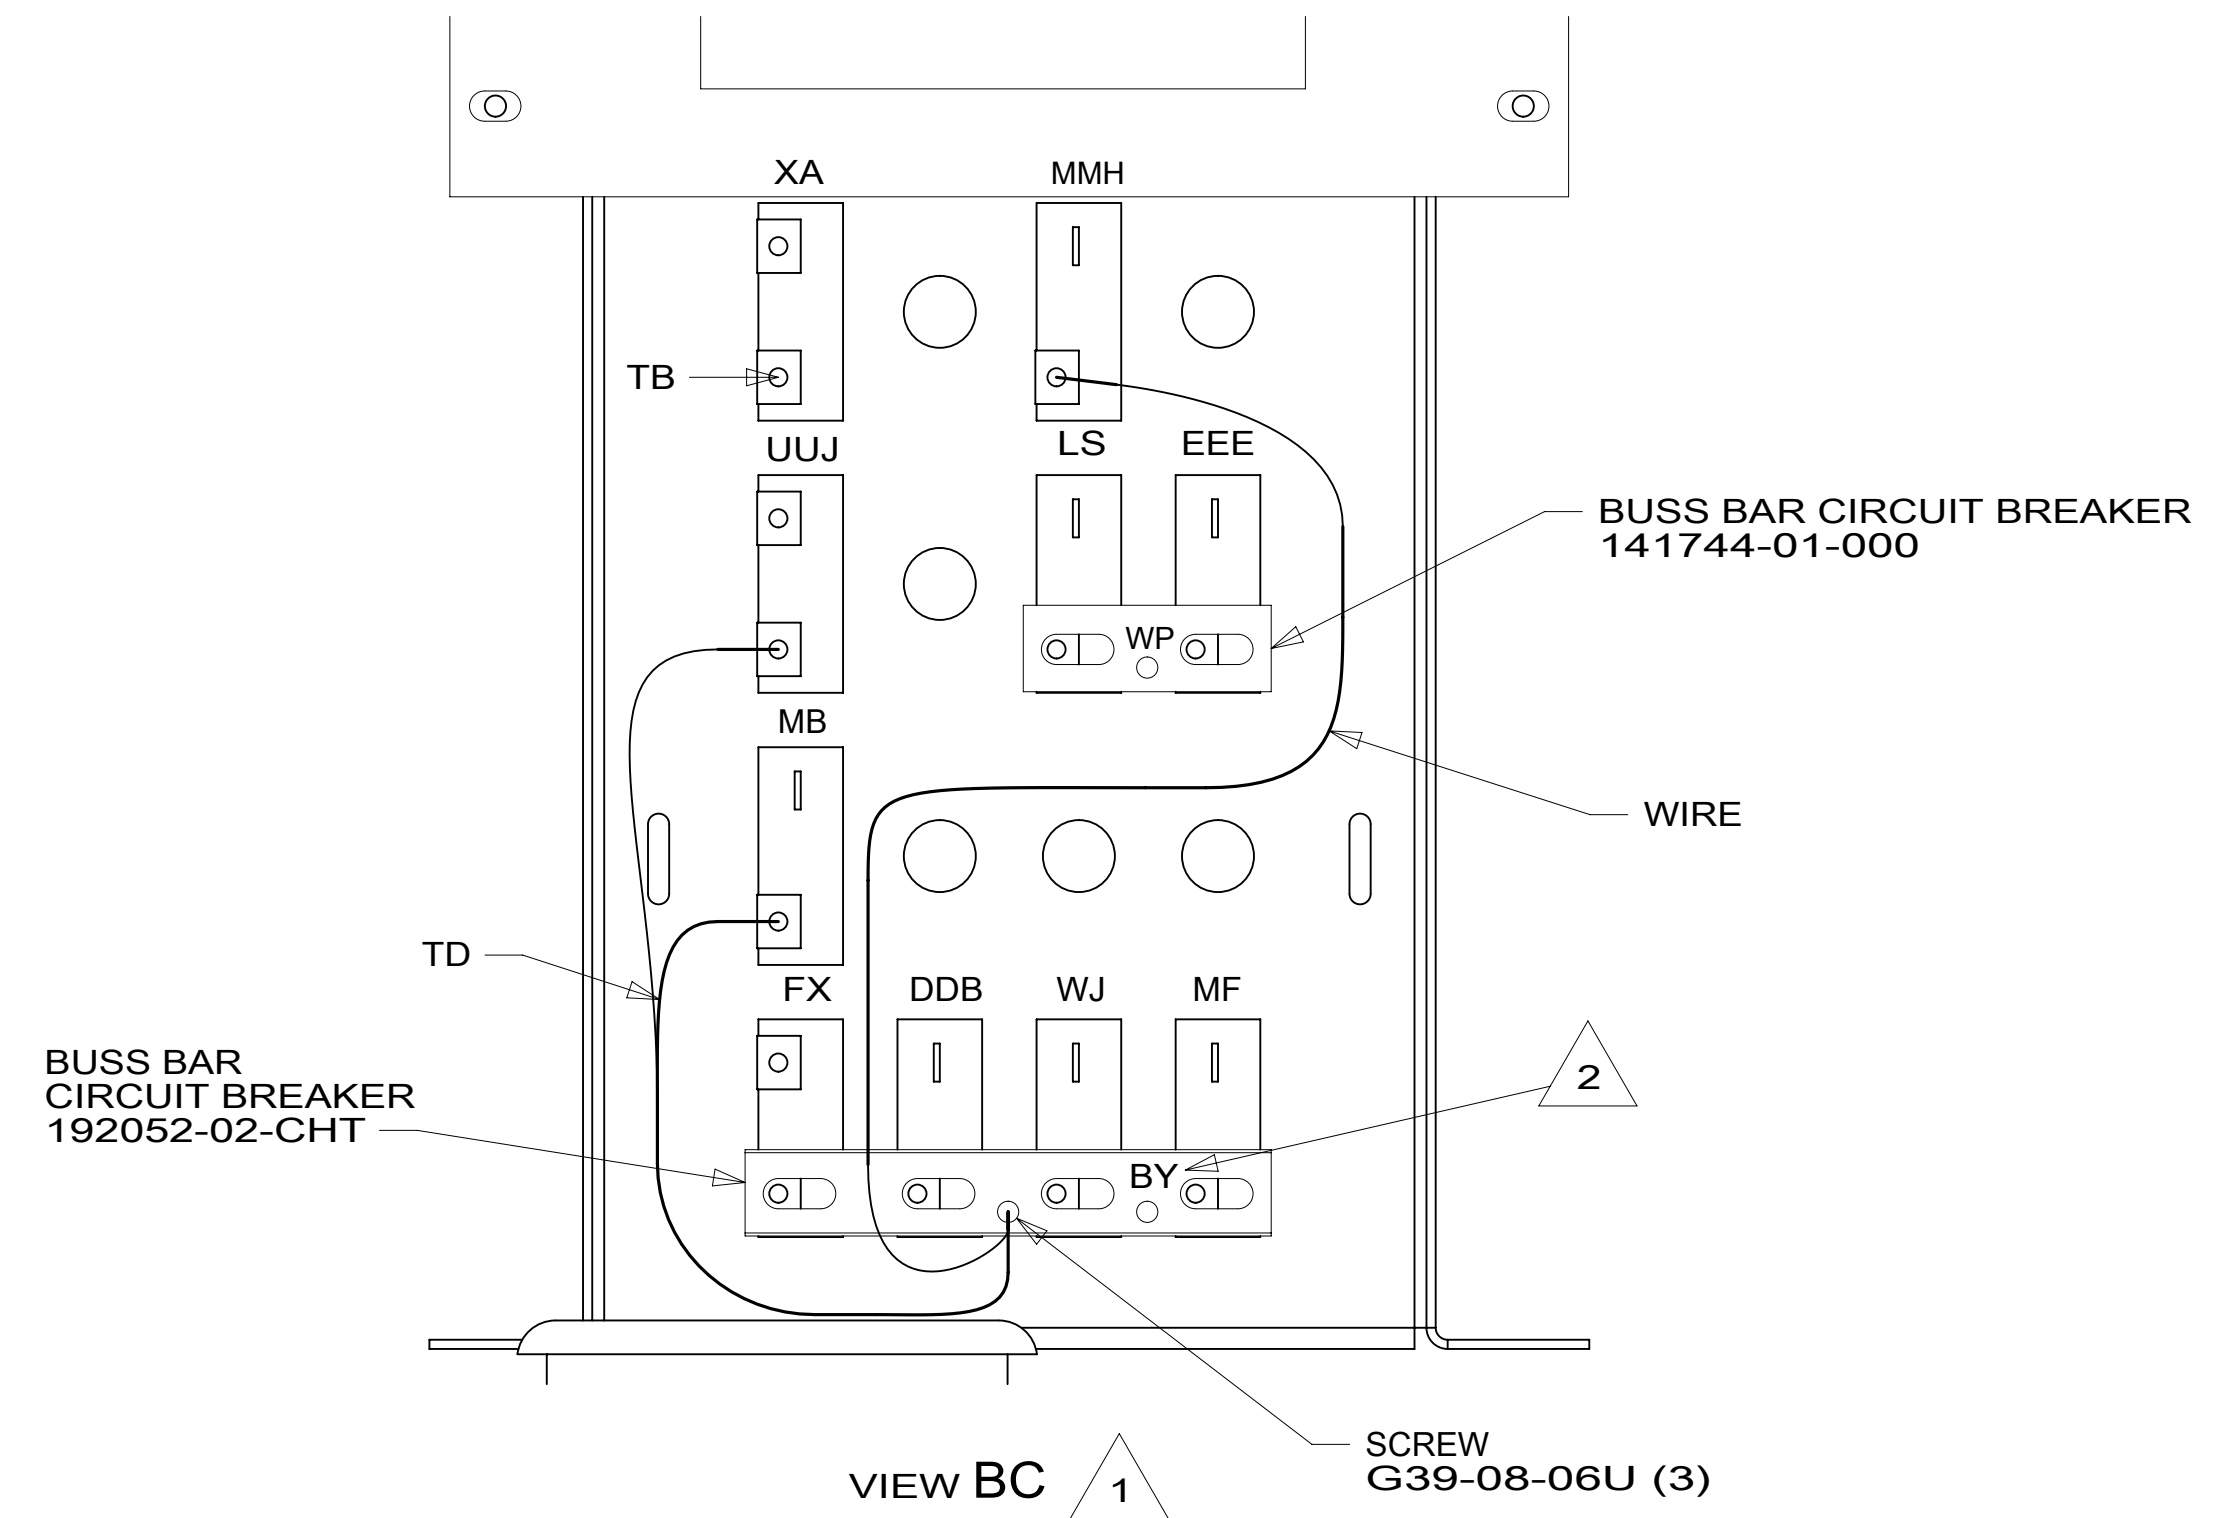 XA
MMH
TB
UUJ
LS
EEE
BUSS BAR CIRCUIT BREAKER
141744-01-000
WP
MB
WIRE
TD
FX
DDB
WJ
MF
BUSS BAR
CIRCUIT BREAKER
192052-02-CHT
2
BY
SCREW
G39-08-06U (3)
VIEW BC
1